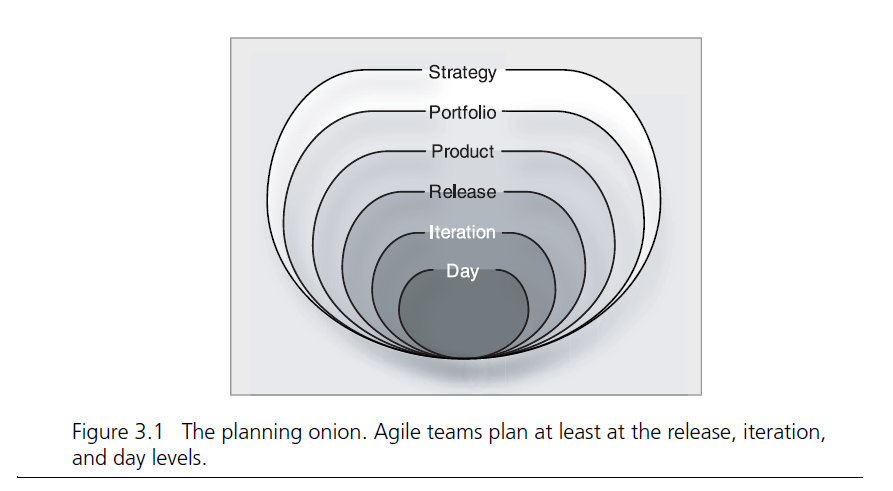 Strategy
Portfolio
Product
Release
Iteration
Day
Figure 3.1 The planning onion. Agile teams plan at least at the release, iteration,
and day levels.